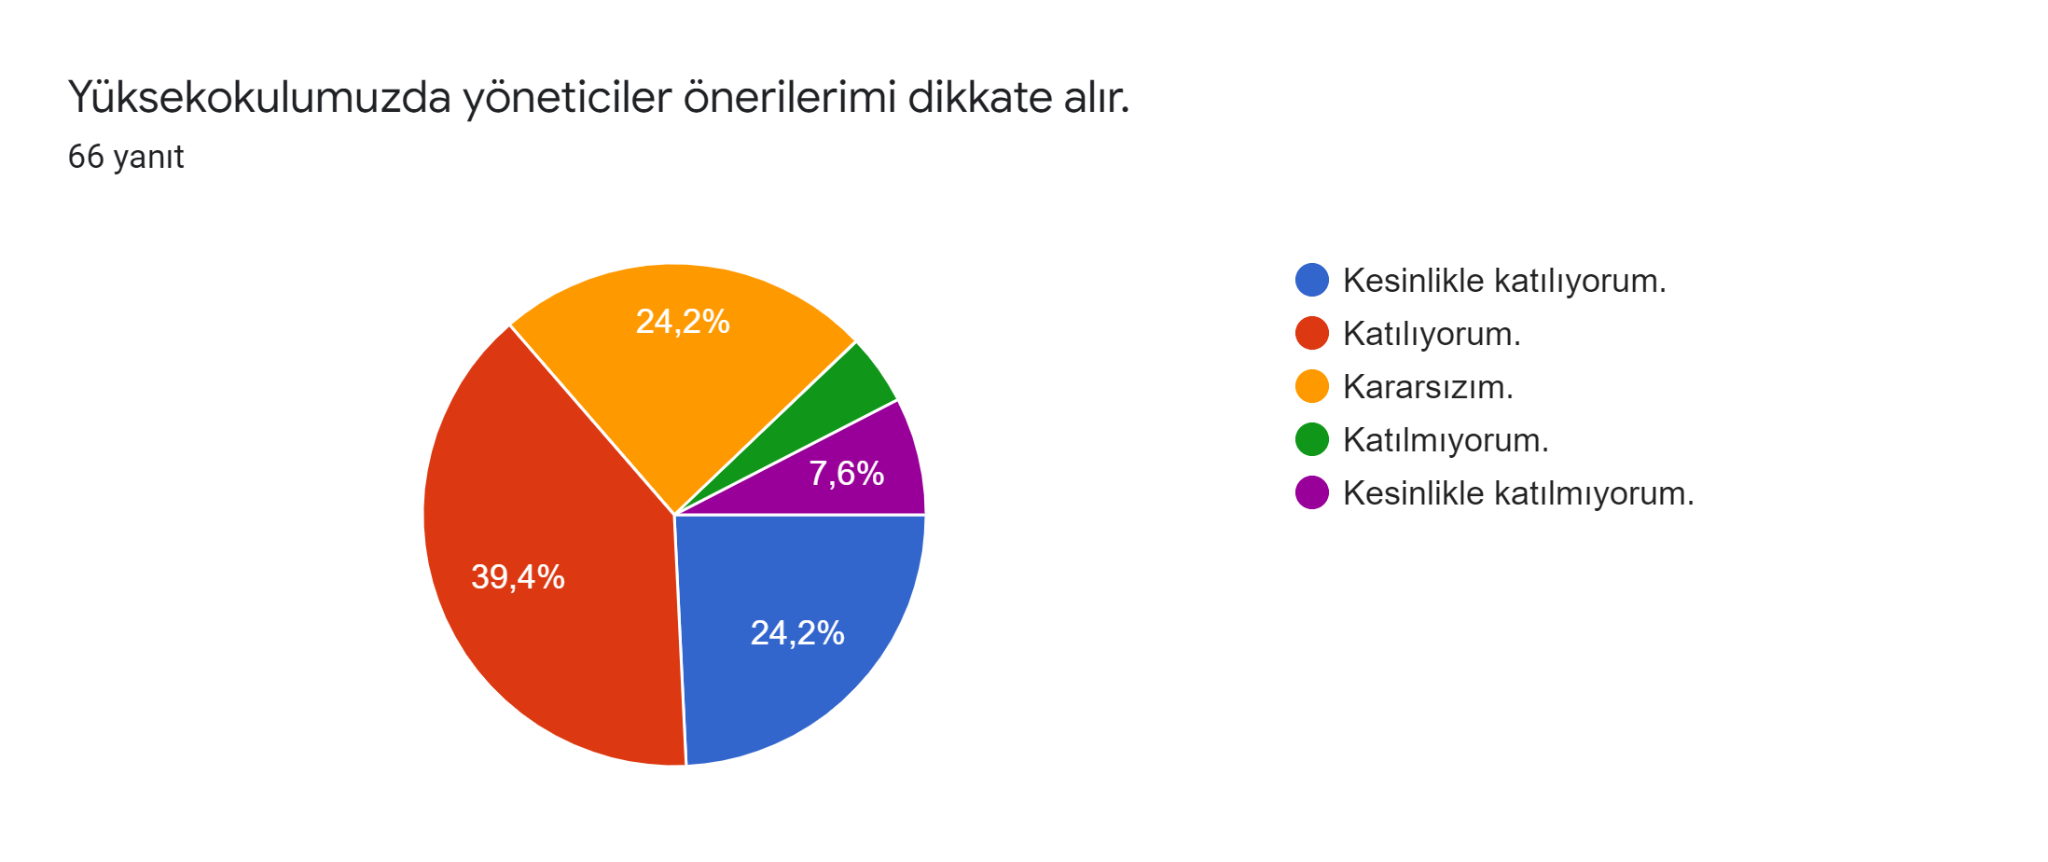 Yüksekokulumuzda yöneticiler önerilerimi dikkate alır.
66 yanıt
24,2%
7,6%
39,4%
24,2%
Kesinlikle katılıyorum.
Katılıyorum.
Kararsızım.
Katılmıyorum.
Kesinlikle katılmıyorum.